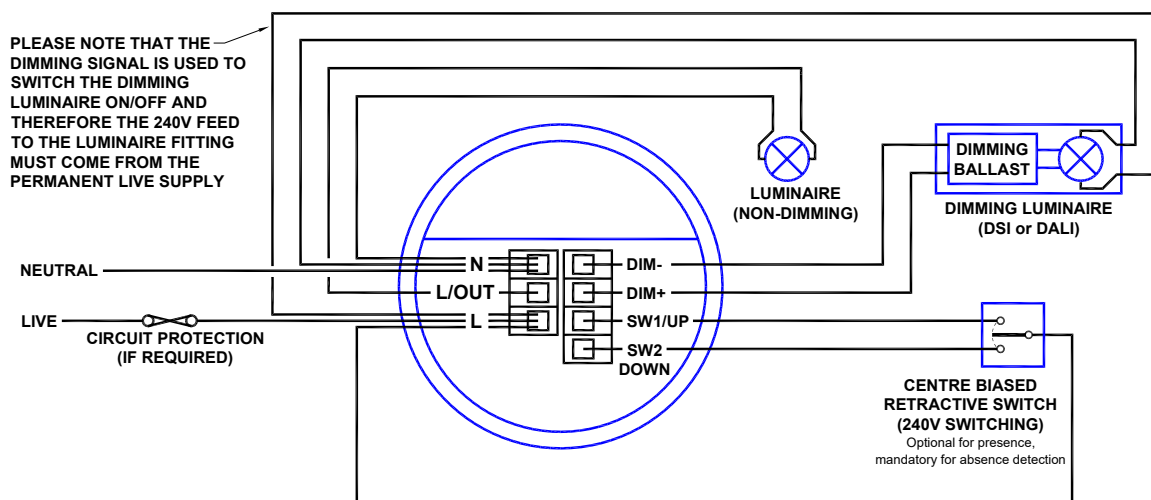 PLEASE NOTE THAT THE
DIMMING SIGNAL IS USED TO
SWITCH THE DIMMING
LUMINAIRE ON/OFF AND
THEREFORE THE 240V FEED
TO THE LUMINAIRE FITTING
MUST COME FROM THE
PERMANENT LIVE SUPPLY
LUMINAIRE
(NON-DIMMING)
DIMMING
BALLAST
DIMMING LUMINAIRE
(DSI or DALI)
NEUTRAL
N
L/OUT
L
DIM-
DIM+
SW1/UP
SW2
DOWN
LIVE
CIRCUIT PROTECTION
(IF REQUIRED)
CENTRE BIASED
RETRACTIVE SWITCH
(240V SWITCHING)
Optional for presence,
mandatory for absence detection